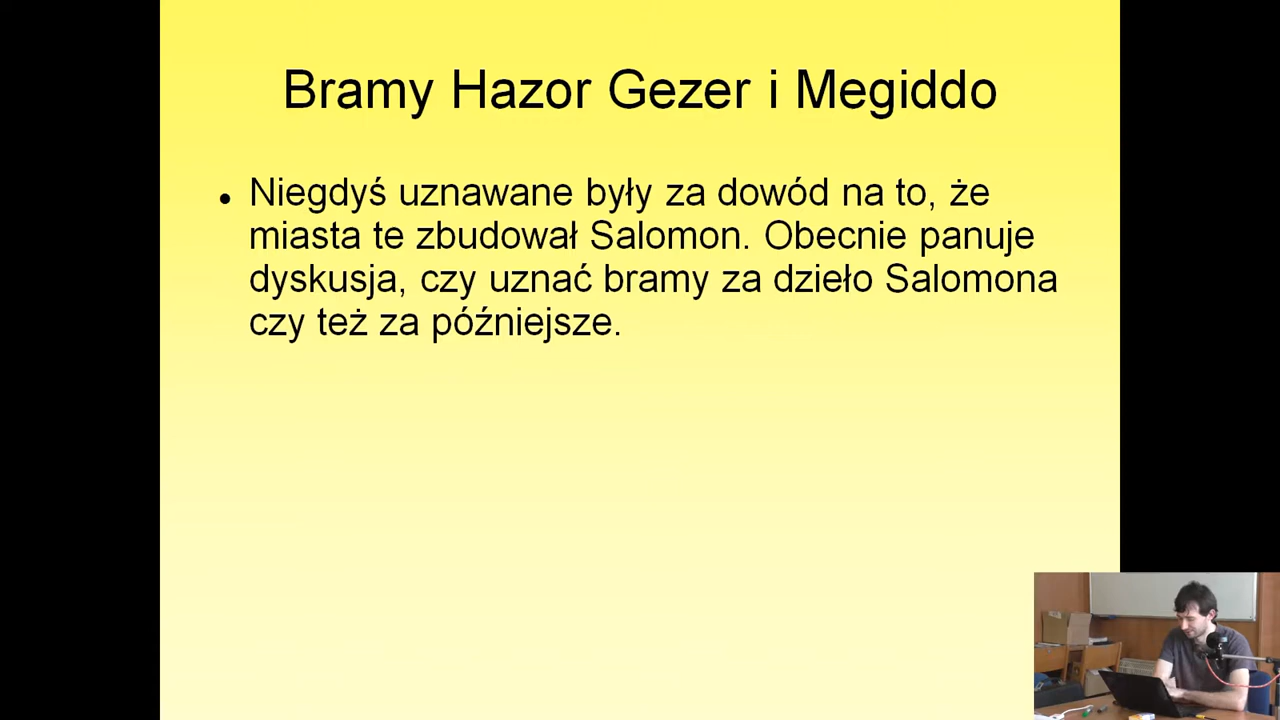 Bramy Hazor Gezer i Megiddo
Niegdyś uznawane były za dowód na to, że
miasta te zbudował Salomon. Obecnie panuje
dyskusja, czy uznać bramy za dzieło Salomona
czy też za późniejsze.